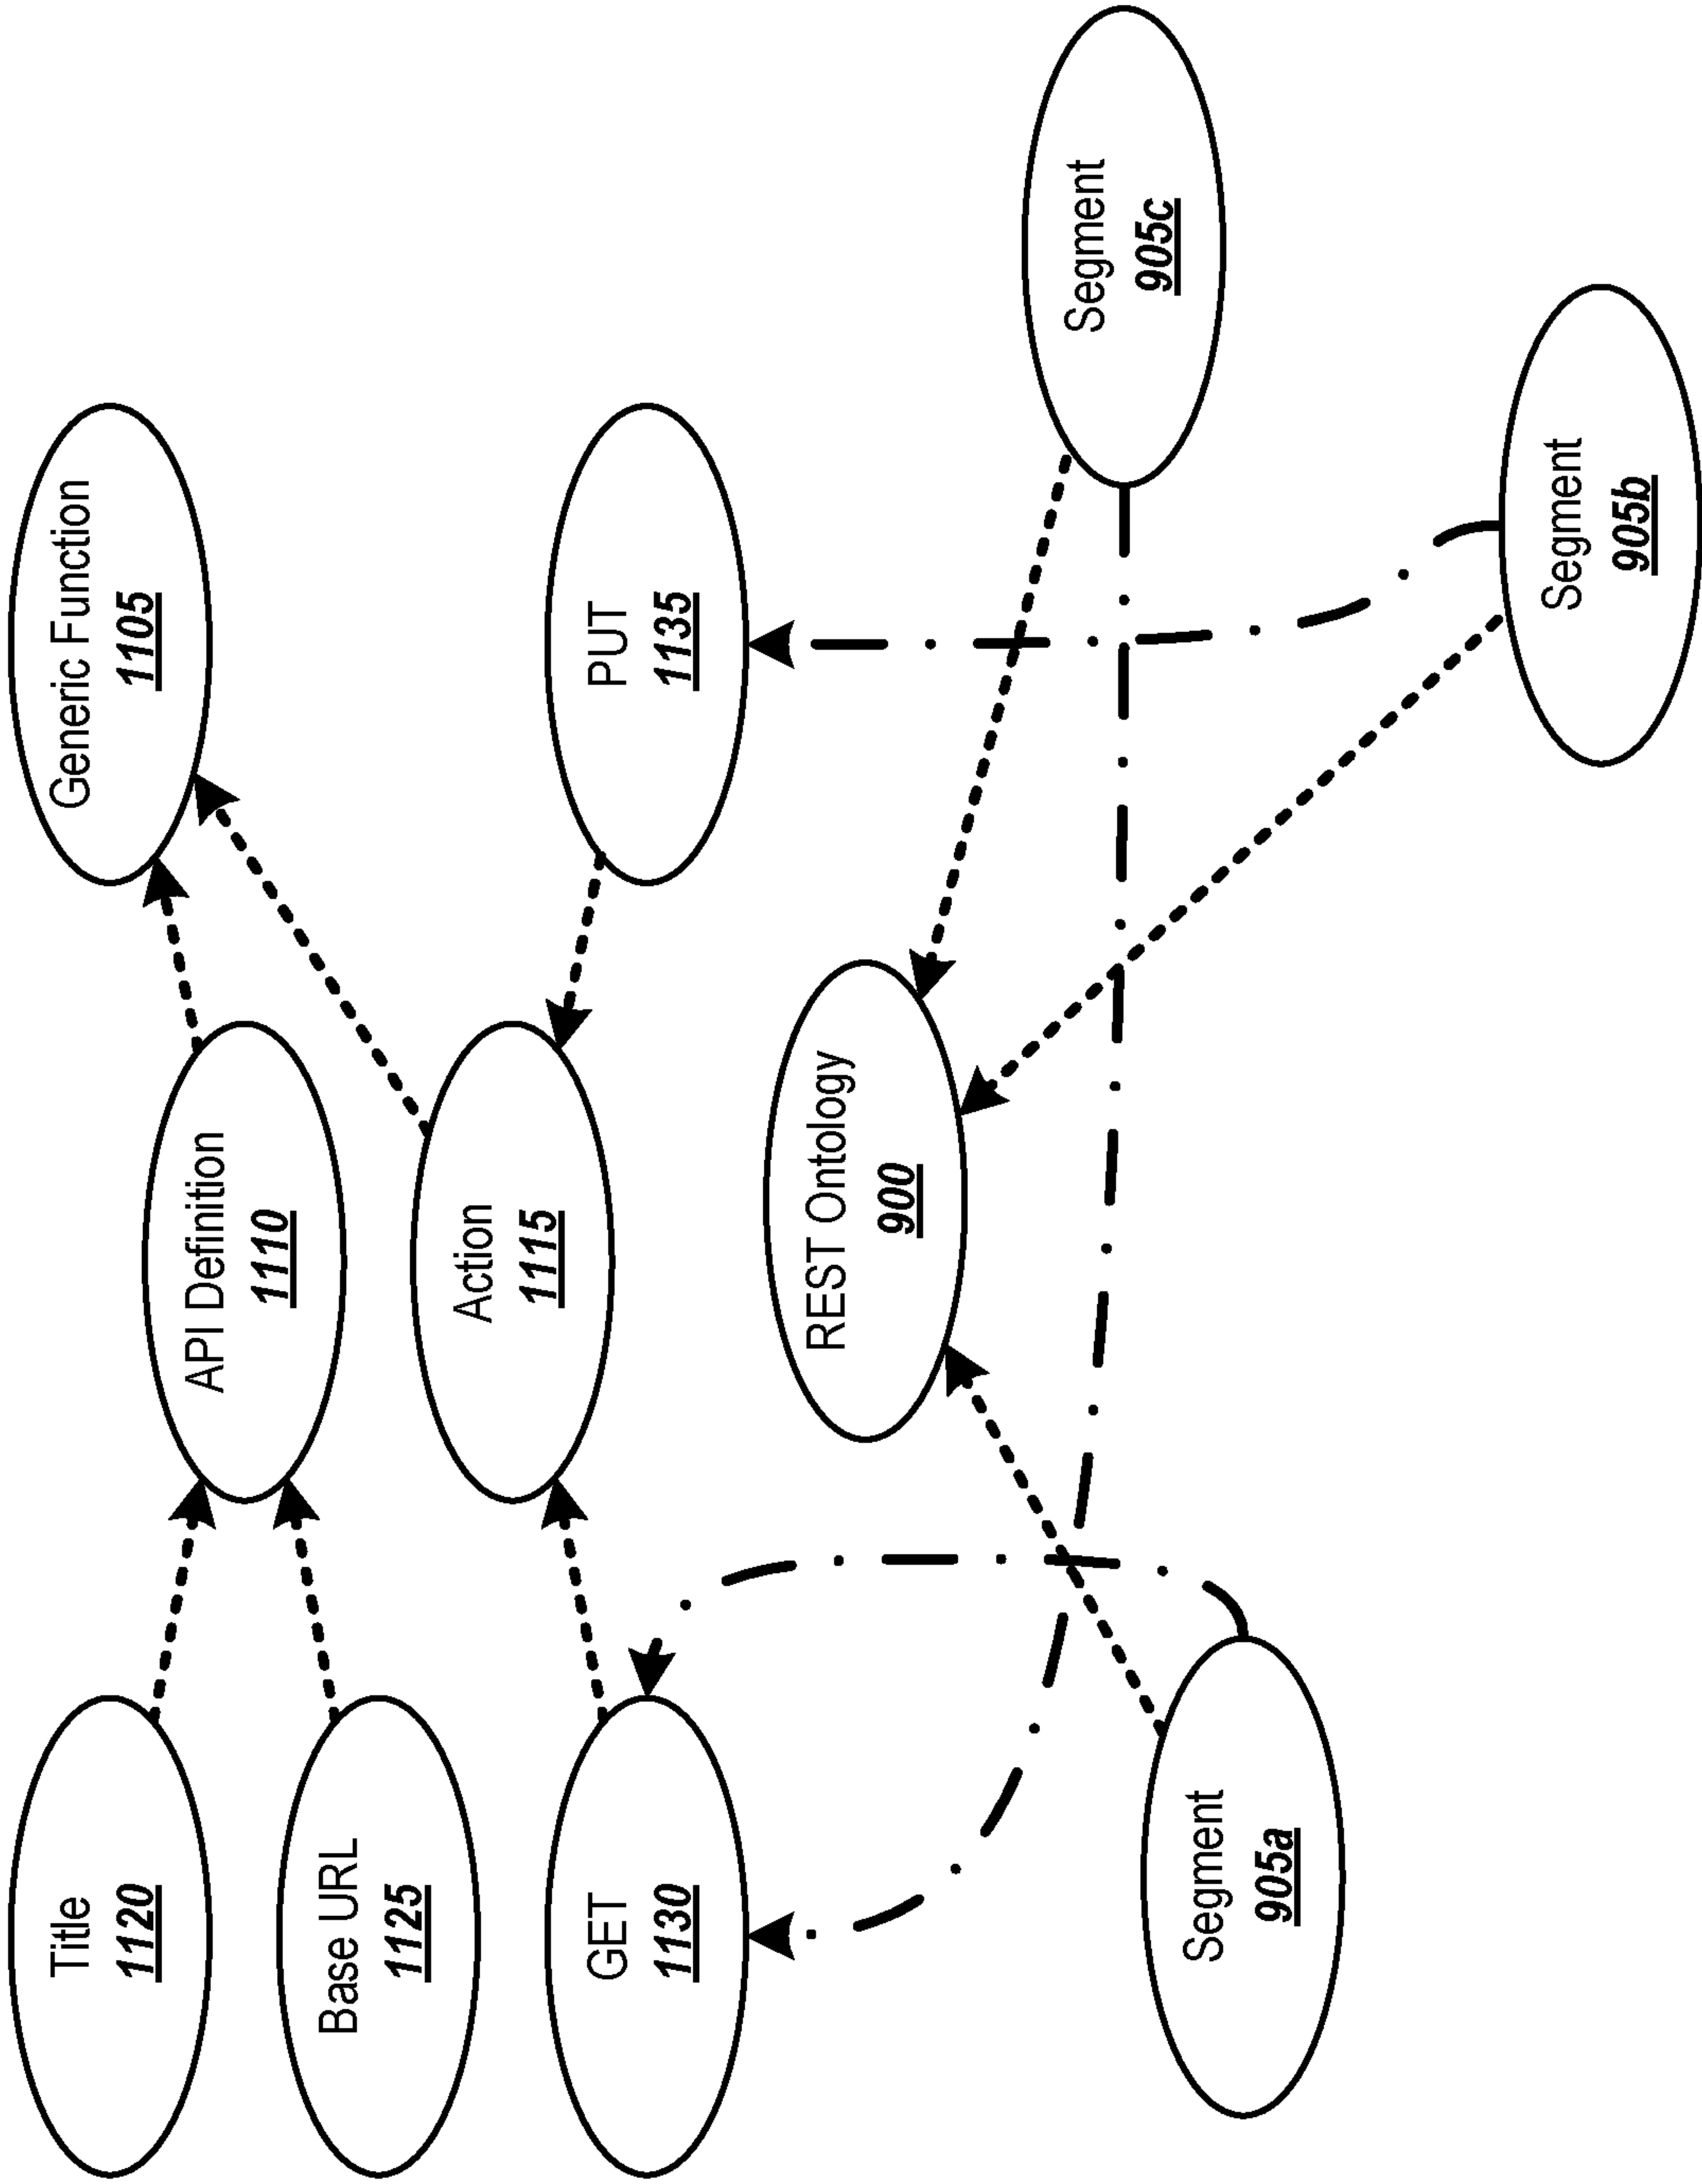 Title
1120
Base URL
1125
GET
1130
API Definition
1110
Action
1115
Generic Function
1105
PUT
1135
REST Ontology
900
Segment
905a
Segment
905b
Segment
905c